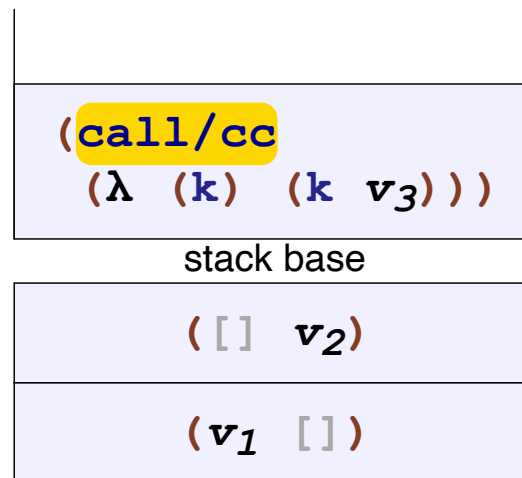 (call/cc
(λ (k) (k v3)))
stack base
([] v2)
(v1 [])